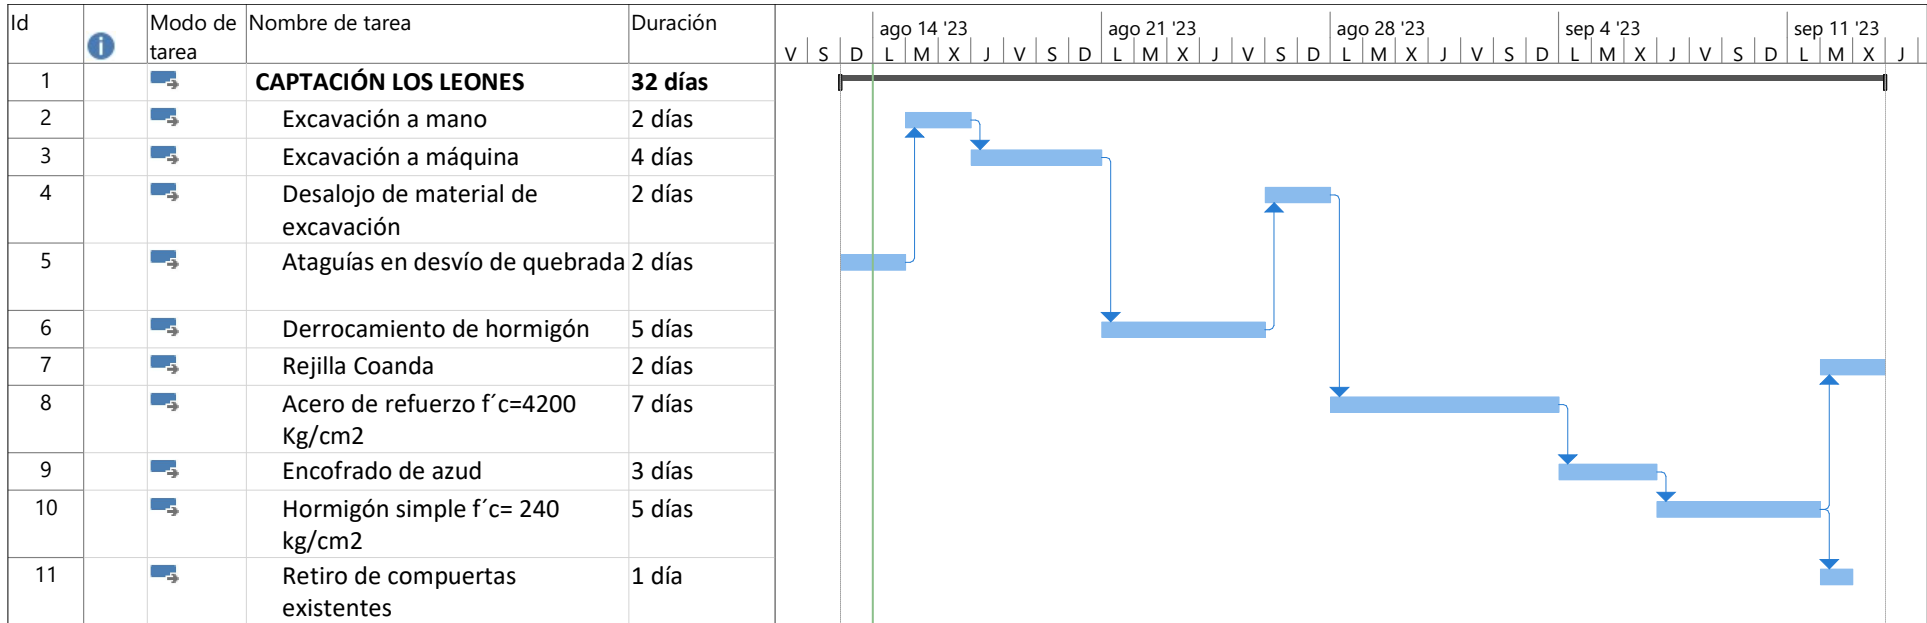 Id Modo de tarea Nombre de tarea Duración
ago 14 '23 ago 21 '23 ago 28 '23 sep 4 '23 sep 11 '23
V S D L M X J V S D L M X J V S D L M X J V S D L M X J V S D L M X J
1 CAPTACIÓN LOS LEONES 32 días
2 Excavación a mano 2 días
3 Excavación a máquina 4 días
4 Desalojo de material de 2 días
excavación
5 Ataguías en desvío de quebrada 2 días
6 Derrocamiento de hormigón 5 días
7 Rejilla Coanda 2 días
8 Acero de refuerzo f´c=4200 7 días
Kg/cm2
9 Encofrado de azud 3 días
10 Hormigón simple f´c= 240 5 días
kg/cm2
11 Retiro de compuertas 1 día
existentes